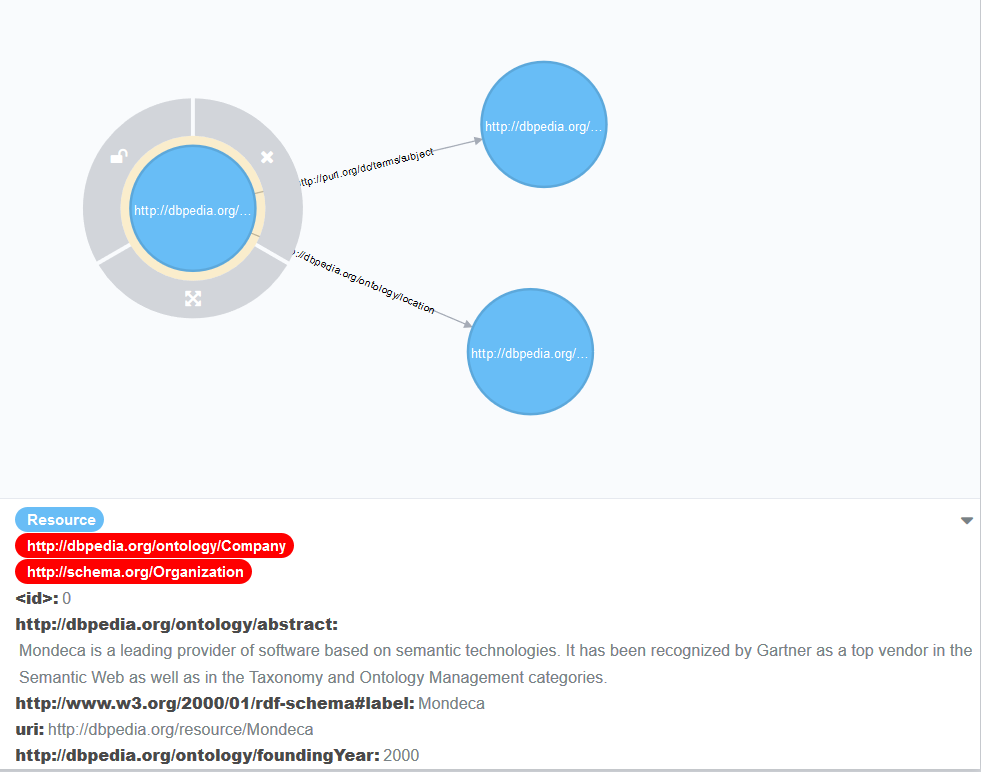 http://dbpedia.org/...
ttp://purl.org/dc/terms/subject
http://dbpedia.org/...
://dbpedia.org/ontology/location
http://dbpedia.org/...
Resource
http://dbpedia.org/ontology/Company
http://schema.org/Organization
<id>: 0
http://dbpedia.org/ontology/abstract:
Mondeca is a leading provider of software based on semantic technologies. It has been recognized by Gartner as a top vendor in the
Semantic Web as well as in the Taxonomy and Ontology Management categories.
http://www.w3.org/2000/01/rdf-schema#label: Mondeca
uri: http://dbpedia.org/resource/Mondeca
http://dbpedia.org/ontology/foundingYear: 2000